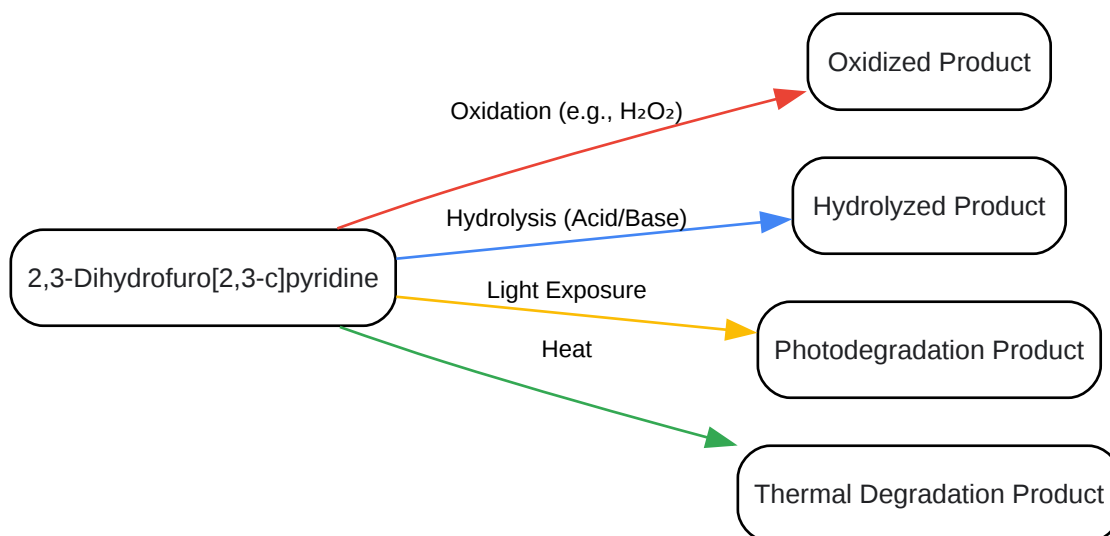 Oxidized Product
Oxidation (e.g., H₂O₂)
Hydrolyzed Product
Hydrolysis (Acid/Base)
2,3-Dihydrofuro[2,3-c]pyridine
Light Exposure
Photodegradation Product
Heat
Thermal Degradation Product